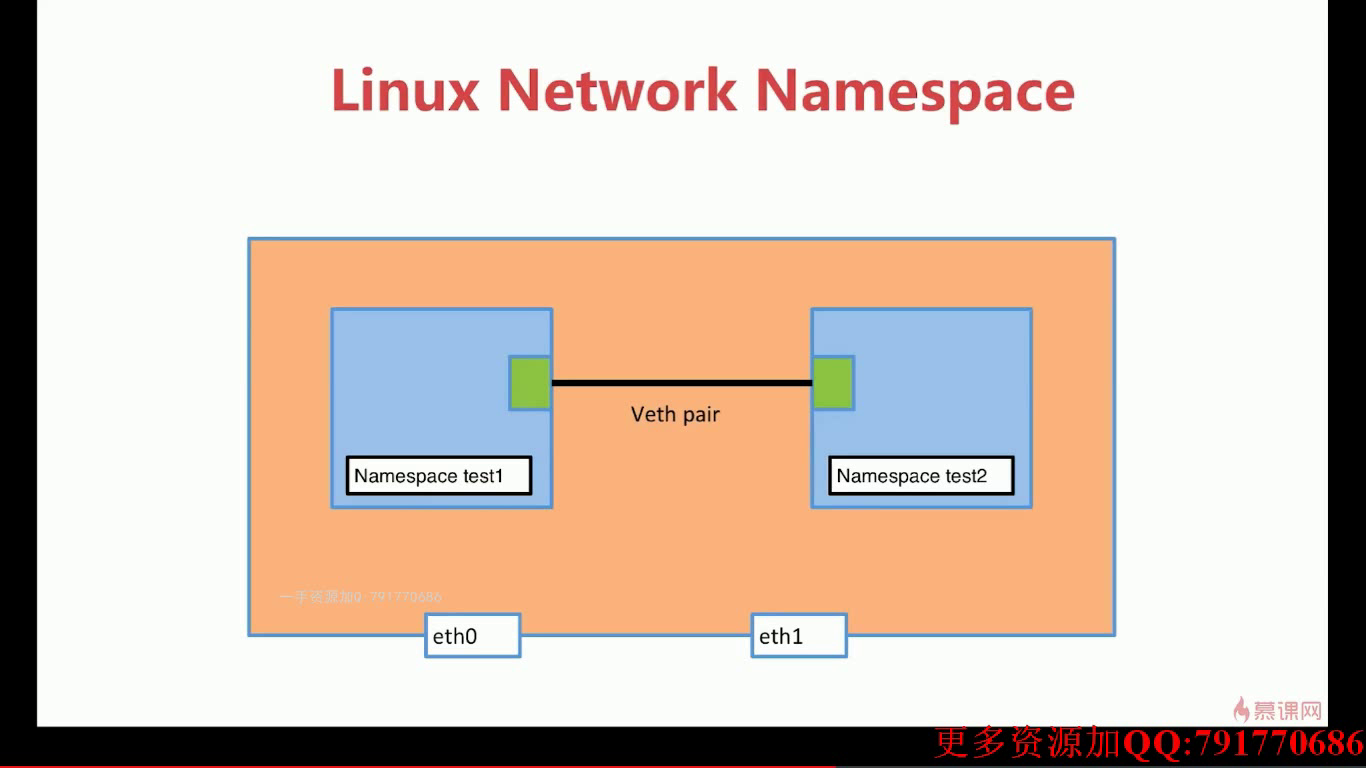 Linux Network Namespace
Veth pair
Namespace test1
Namespace test2
一手资源加Q:791770686
eth0
eth1
慕课网
更多资源加QQ:791770686